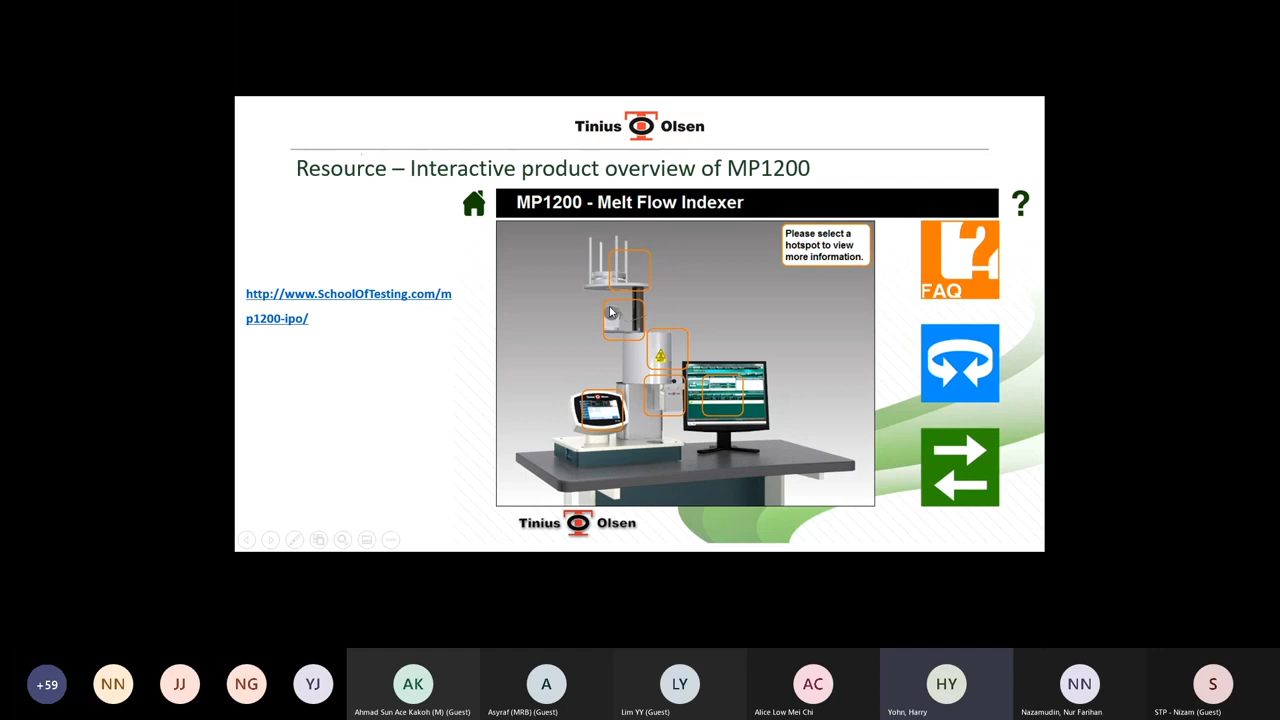 Tinius Olsen
Resource – Interactive product overview of MP1200
MP1200 - Melt Flow Indexer
?
Please select a
hotspot to view
more information.
http://www.SchoolOfTesting.com/m
p1200-ipo/
FAQ
Tinius Olsen
+59
NN
JJ
NG
YJ
AK
Ahmad Sun Ace Kakoh (M) (Guest)
A
Asyraf (MRB) (Guest)
LY
Lim YY (Guest)
AC
Alice Low Mei Chi
HY
Yohn, Harry
NN
Nazamudin, Nur Farihan
S
STP - Nizam (Guest)